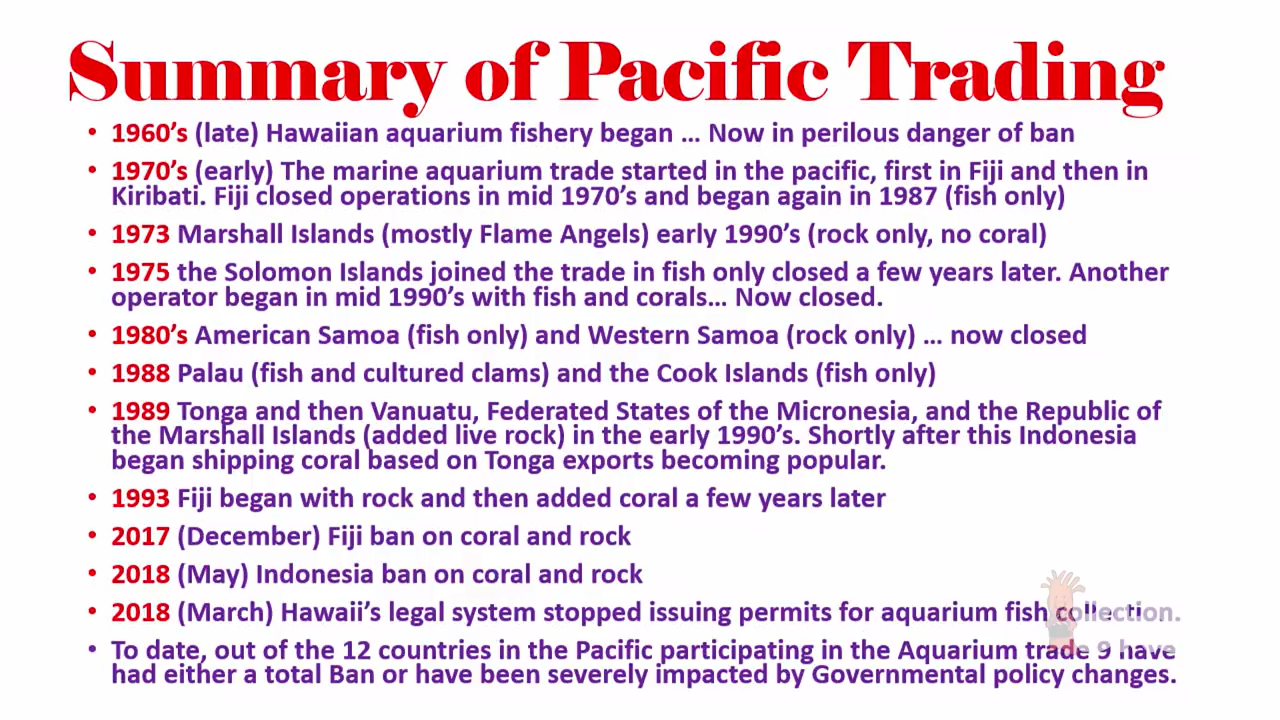 Summary of Pacific Trading
• 1960’s (late) Hawaiian aquarium fishery began … Now in perilous danger of ban
• 1970’s (early) The marine aquarium trade started in the pacific, first in Fiji and then in
Kiribati. Fiji closed operations in mid 1970’s and began again in 1987 (fish only)
• 1973 Marshall Islands (mostly Flame Angels) early 1990’s (rock only, no coral)
• 1975 the Solomon Islands joined the trade in fish only closed a few years later. Another
operator began in mid 1990’s with fish and corals… Now closed.
• 1980’s American Samoa (fish only) and Western Samoa (rock only) … now closed
• 1988 Palau (fish and cultured clams) and the Cook Islands (fish only)
• 1989 Tonga and then Vanuatu, Federated States of the Micronesia, and the Republic of
the Marshall Islands (added live rock) in the early 1990’s. Shortly after this Indonesia
began shipping coral based on Tonga exports becoming popular.
• 1993 Fiji began with rock and then added coral a few years later
• 2017 (December) Fiji ban on coral and rock
• 2018 (May) Indonesia ban on coral and rock
• 2018 (March) Hawaii’s legal system stopped issuing permits for aquarium fish collection.
• To date, out of the 12 countries in the Pacific participating in the Aquarium trade 9 have
had either a total Ban or have been severely impacted by Governmental policy changes.